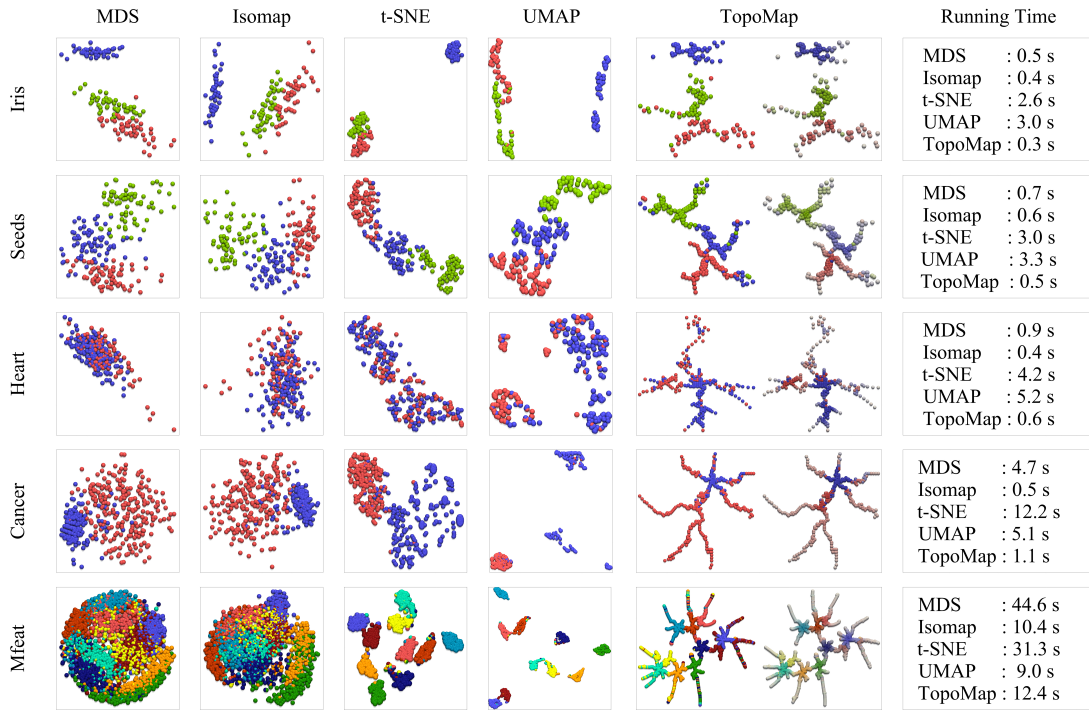 MDS Isomap t-SNE UMAP TopoMap Running Time
Iris
MDS : 0.5 s
Isomap : 0.4 s
t-SNE : 2.6 s
UMAP : 3.0 s
TopoMap : 0.3 s
Seeds
MDS : 0.7 s
Isomap : 0.6 s
t-SNE : 3.0 s
UMAP : 3.3 s
TopoMap : 0.5 s
Heart
MDS : 0.9 s
Isomap : 0.4 s
t-SNE : 4.2 s
UMAP : 5.2 s
TopoMap : 0.6 s
Cancer
MDS : 4.7 s
Isomap : 0.5 s
t-SNE : 12.2 s
UMAP : 5.1 s
TopoMap : 1.1 s
Mfeat
MDS : 44.6 s
Isomap : 10.4 s
t-SNE : 31.3 s
UMAP : 9.0 s
TopoMap : 12.4 s